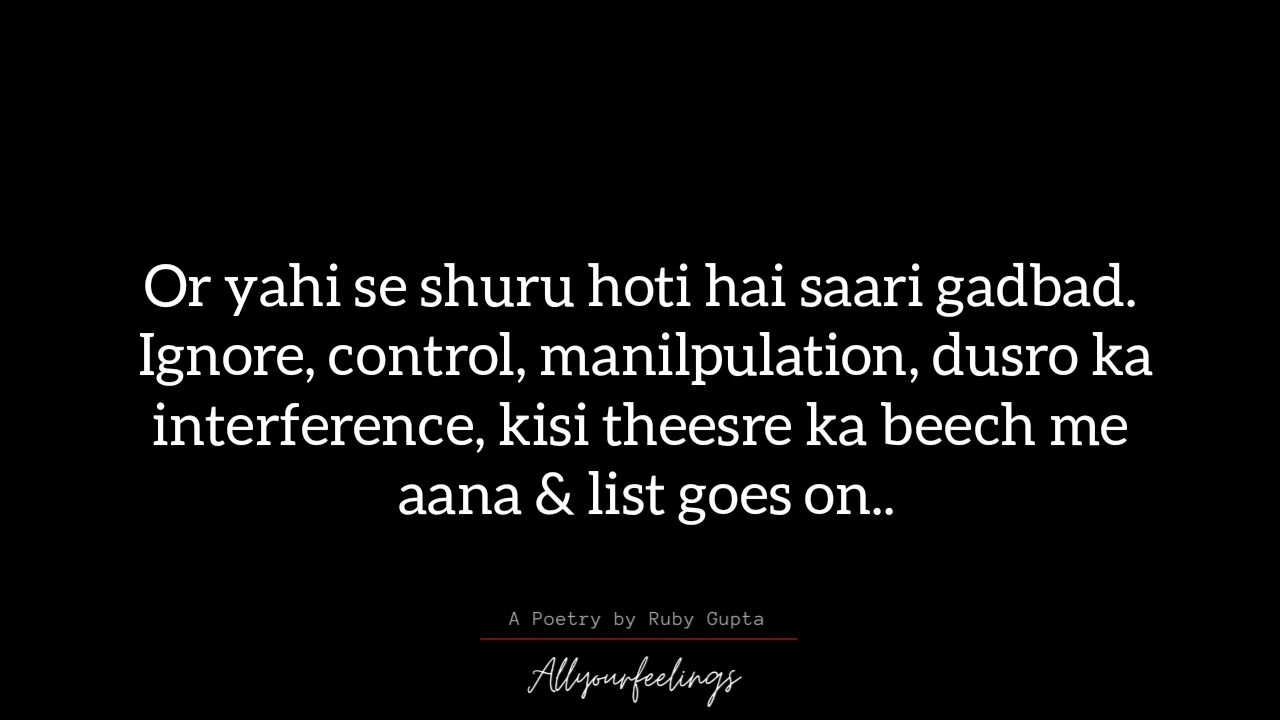 Or yahi se shuru hoti hai saari gadbad.
Ignore, control, manilpulation, dusro ka
interference, kisi theesre ka beech me
aana & list goes on..
A Poetry by Ruby Gupta
Allyourfeelings